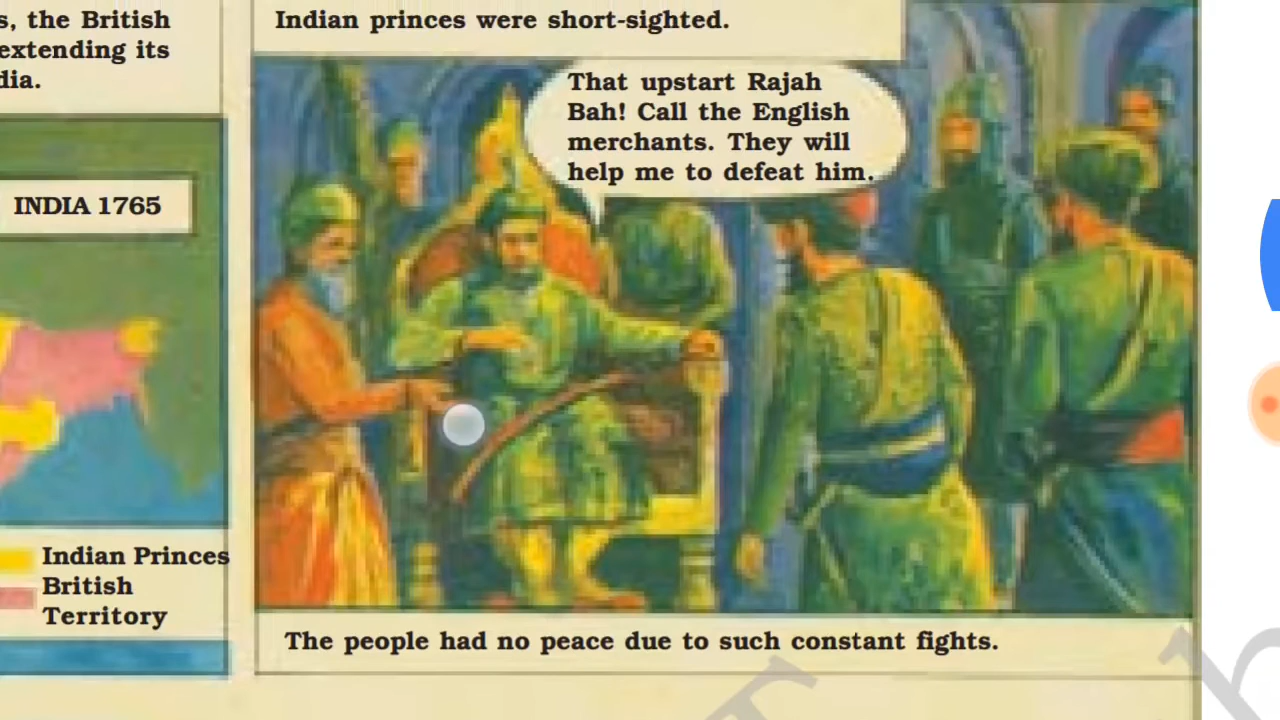 s, the British
extending its
dia.
INDIA 1765
Indian Princes
British
Territory
Indian princes were short-sighted.
That upstart Rajah
Bah! Call the English
merchants. They will
help me to defeat him.
The people had no peace due to such constant fights.